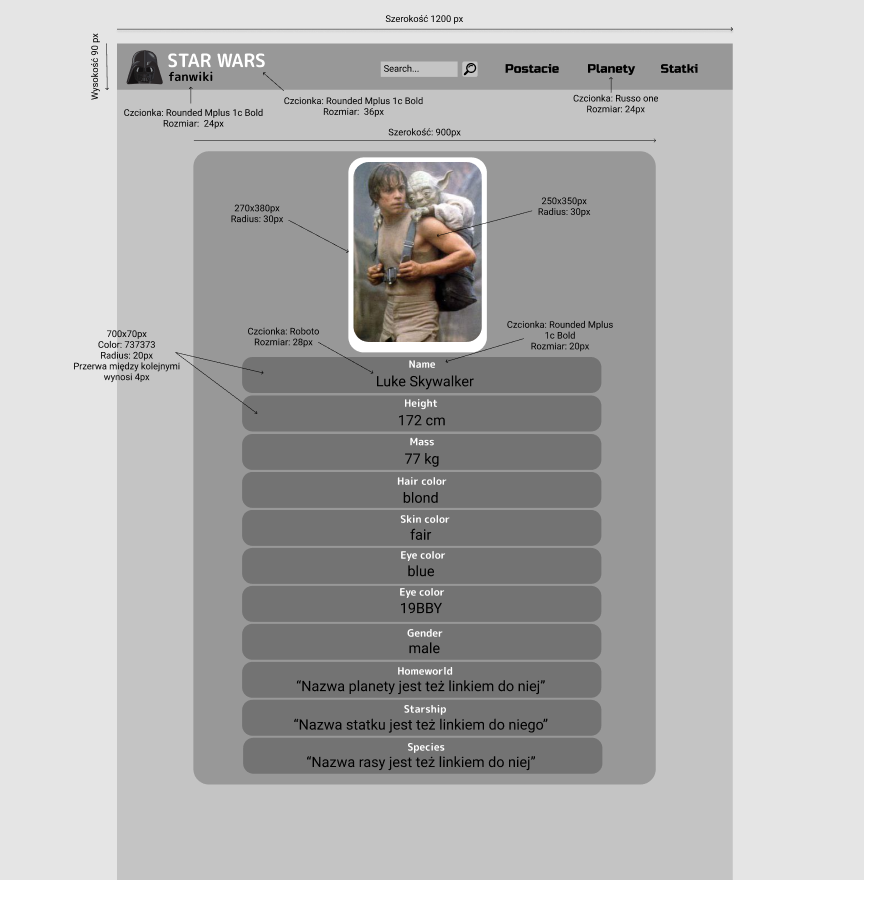 Szerokość 1200 px
Wysokość 90 px
STAR WARS
fanwiki
Search...
Postacie
Planety
Statki
Czcionka: Rounded Mplus 1c Bold
Rozmiar: 24px
Czcionka: Rounded Mplus 1c Bold
Rozmiar: 36px
Czcionka: Russo one
Rozmiar: 24px
Szerokość: 900px
270x380px
Radius: 30px
250x350px
Radius: 30px
700x70px
Color: 737373
Radius: 20px
Przerwa między kolejnymi
wynosi 4px
Czcionka: Roboto
Rozmiar: 28px
Czcionka: Rounded Mplus
1c Bold
Rozmiar: 20px
Name
Luke Skywalker
Height
172 cm
Mass
77 kg
Hair color
blond
Skin color
fair
Eye color
blue
Eye color
19BBY
Gender
male
Homeworld
“Nazwa planety jest też linkiem do niej”
Starship
“Nazwa statku jest też linkiem do niego”
Species
“Nazwa rasy jest też linkiem do niej”